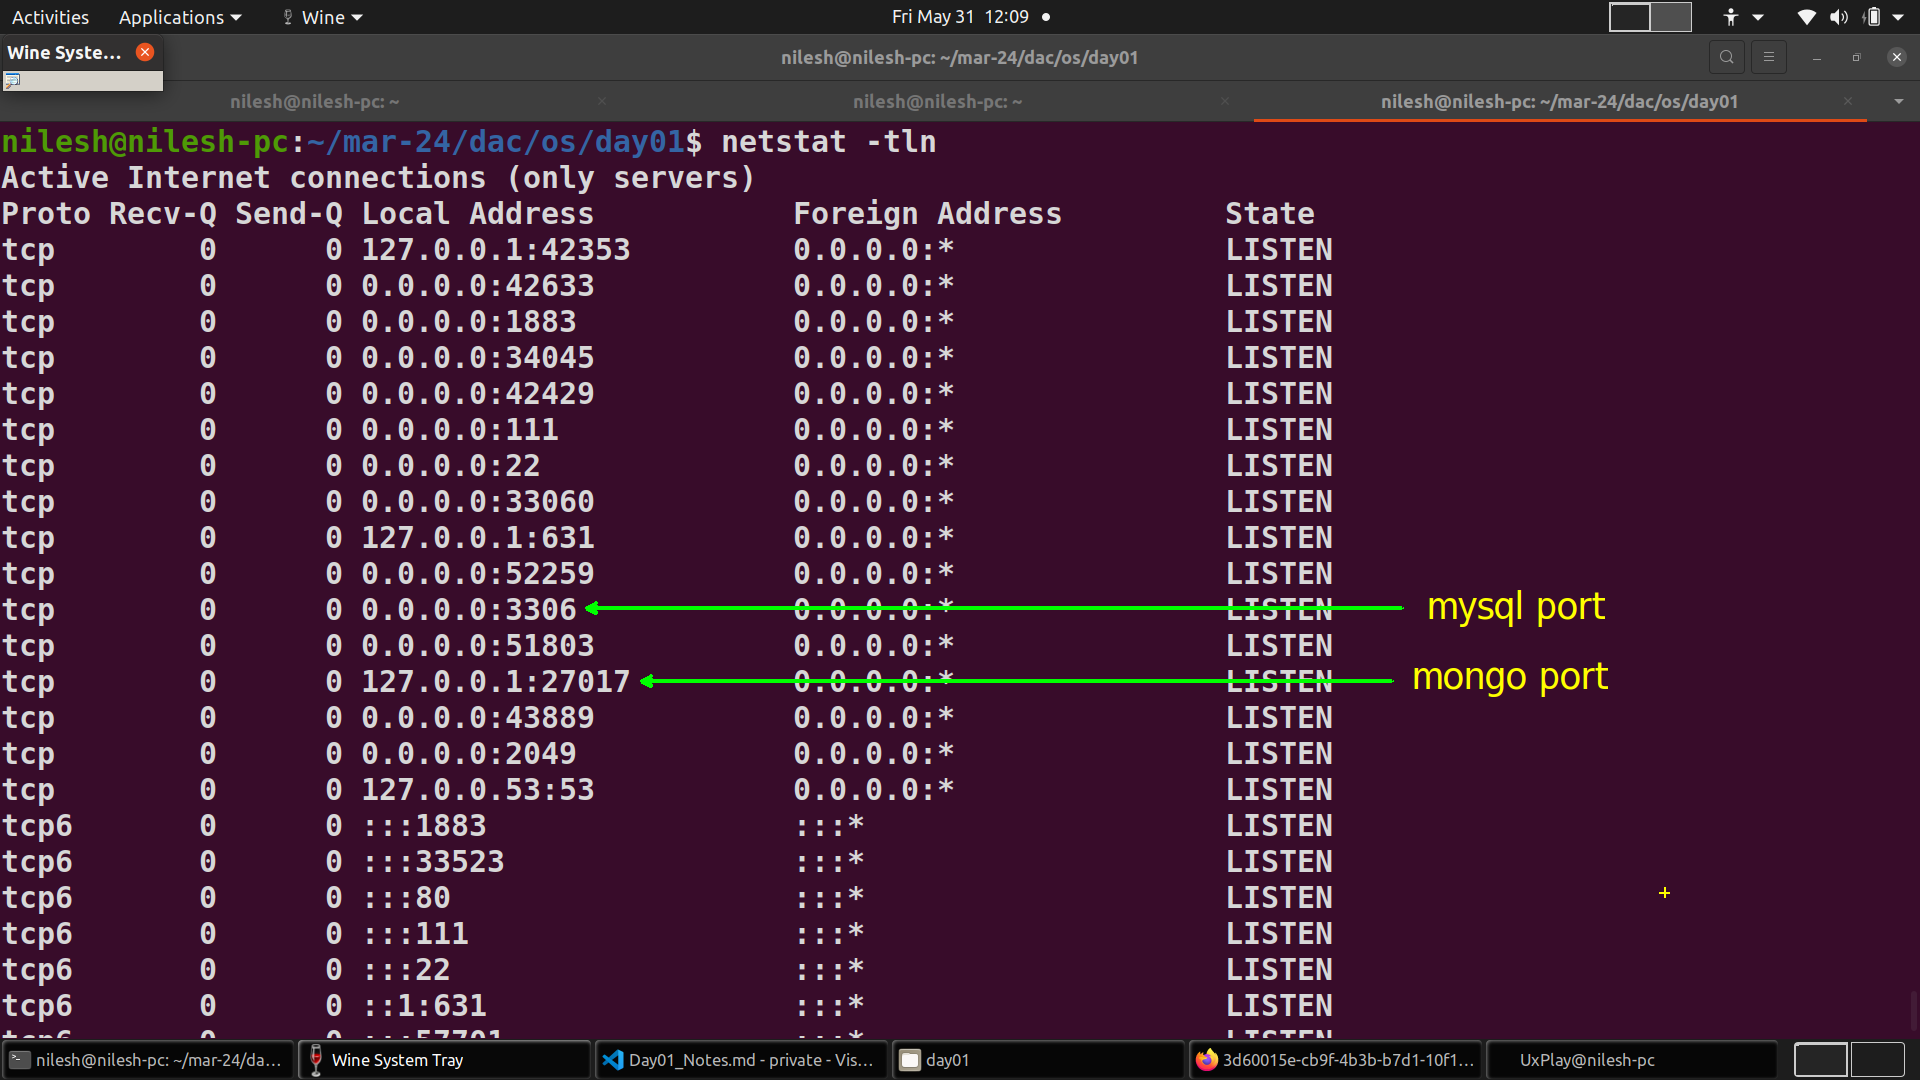 Activities Applications Wine Fri May 31 12:09
Wine Syste...
nilesh@nilesh-pc: ~/mar-24/dac/os/day01
nilesh@nilesh-pc: ~ nilesh@nilesh-pc: ~ nilesh@nilesh-pc: ~/mar-24/dac/os/day01
nilesh@nilesh-pc:~/mar-24/dac/os/day01$ netstat -tln
Active Internet connections (only servers)
Proto Recv-Q Send-Q Local Address Foreign Address State
tcp 0 0 127.0.0.1:42353 0.0.0.0:* LISTEN
tcp 0 0 0.0.0.0:42633 0.0.0.0:* LISTEN
tcp 0 0 0.0.0.0:1883 0.0.0.0:* LISTEN
tcp 0 0 0.0.0.0:34045 0.0.0.0:* LISTEN
tcp 0 0 0.0.0.0:42429 0.0.0.0:* LISTEN
tcp 0 0 0.0.0.0:111 0.0.0.0:* LISTEN
tcp 0 0 0.0.0.0:22 0.0.0.0:* LISTEN
tcp 0 0 0.0.0.0:33060 0.0.0.0:* LISTEN
tcp 0 0 127.0.0.1:631 0.0.0.0:* LISTEN
tcp 0 0 0.0.0.0:52259 0.0.0.0:* LISTEN
tcp 0 0 0.0.0.0:3306 0.0.0.0:* LISTEN mysql port
tcp 0 0 0.0.0.0:51803 0.0.0.0:* LISTEN
tcp 0 0 127.0.0.1:27017 0.0.0.0:* LISTEN mongo port
tcp 0 0 0.0.0.0:43889 0.0.0.0:* LISTEN
tcp 0 0 0.0.0.0:2049 0.0.0.0:* LISTEN
tcp 0 0 127.0.0.53:53 0.0.0.0:* LISTEN
tcp6 0 0 :::1883 :::* LISTEN
tcp6 0 0 :::33523 :::* LISTEN
tcp6 0 0 :::80 :::* LISTEN
tcp6 0 0 :::111 :::* LISTEN
tcp6 0 0 :::22 :::* LISTEN
tcp6 0 0 ::1:631 :::* LISTEN
tcp6 0 0 :::57701 :::* LISTEN
nilesh@nilesh-pc: ~/mar-24/da... Wine System Tray Day01_Notes.md - private - Vis... day01 3d60015e-cb9f-4b3b-b7d1-10f1... UxPlay@nilesh-pc